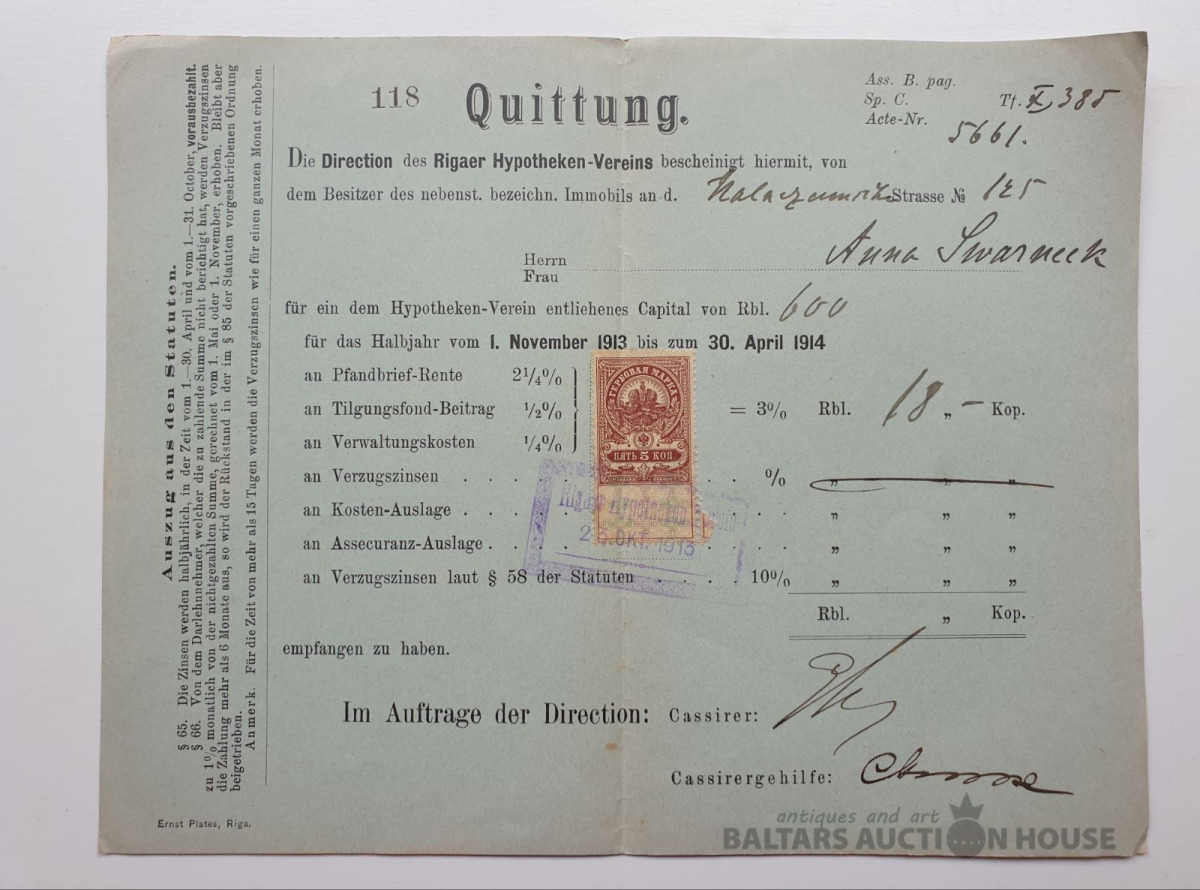 118
Quittung.
Ass. B. pag.
Sp. C. Tf. X, 385
Acte-Nr. 5661.
Die Direction des Rigaer Hypotheken-Vereins bescheinigt hiermit, von
dem Besitzer des nebenst. bezeichn. Immobils an d. Strasse № 125
Anna Swarneck
Herrn
Frau
für ein dem Hypotheken-Verein entliehenes Capital von Rbl. 600
für das Halbjahr vom 1. November 1913 bis zum 30. April 1914
an Pfandbrief-Rente 2¼%
an Tilgungsfond-Beitrag ½% = 3% Rbl. 18 „ – Kop.
an Verwaltungskosten ¼%
an Verzugszinsen . . . % „ „ „
an Kosten-Auslage . . . „ „ „
an Assecuranz-Auslage . . . „ „ „
an Verzugszinsen laut § 58 der Statuten . . . . 10% „ „ „
Rbl. „ Kop.
empfangen zu haben.
Im Auftrage der Direction: Cassirer:
Cassirergehilfe:
ГЕРБОВАЯ МАРКА
ПЯТЬ 5 КОП
Rigaer Hypotheken-Verein
OKT. 1913
Auszug aus den Statuten.
§ 65. Die Zinsen werden halbjährlich, in der Zeit vom 1.—30. April und vom 1.—31. October, vorausbezahlt.
§ 66. Von dem Darlehnnehmer, welcher die zu zahlende Summe nicht berichtigt hat, werden Verzugszinsen
zu 1% monatlich von der nichtgezahlten Summe, gerechnet vom 1. Mai oder 1. November, erhoben. Bleibt aber
die Zahlung mehr als 6 Monate aus, so wird der Rückstand in der im § 85 der Statuten vorgeschriebenen Ordnung
beigetrieben.
Anmerk. Für die Zeit von mehr als 15 Tagen werden die Verzugszinsen wie für einen ganzen Monat erhoben.
Ernst Plates, Riga.
antiques and art
BALTARS AUCTION HOUSE